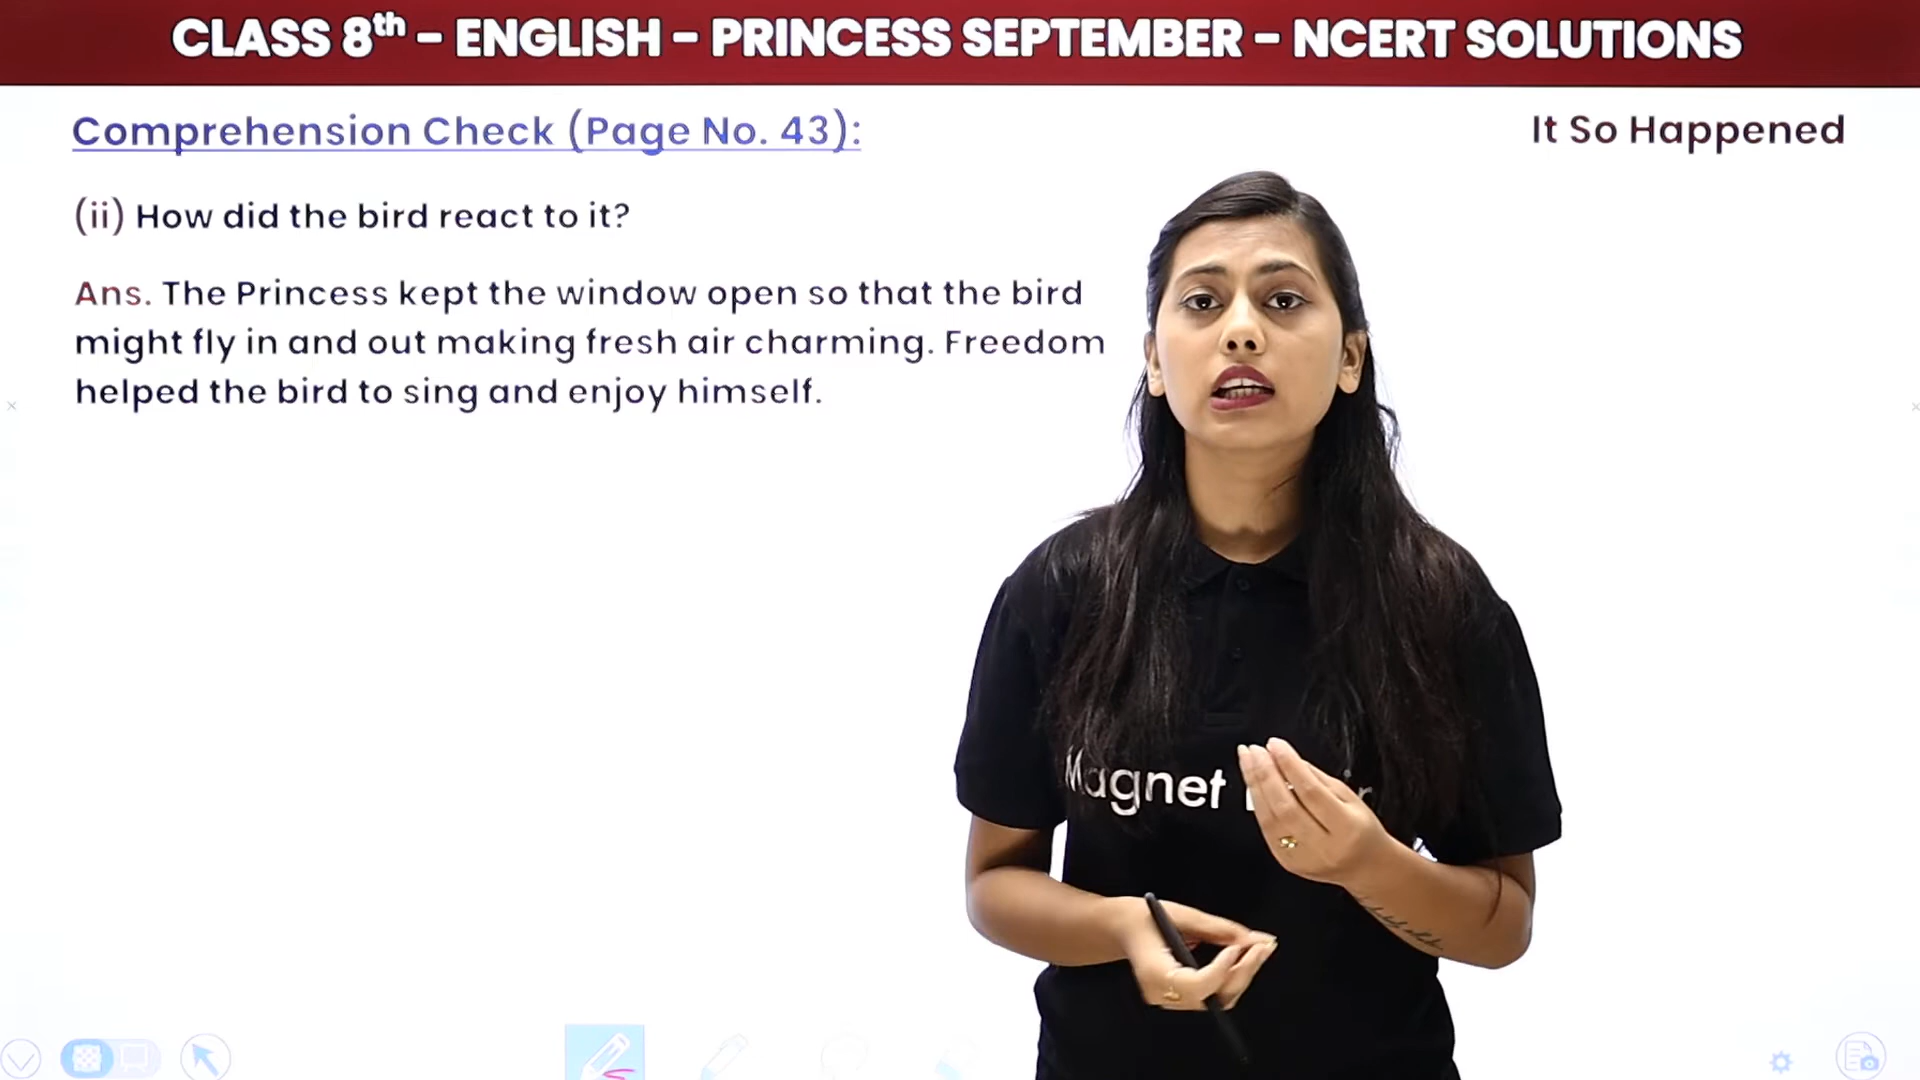 CLASS 8th - ENGLISH - PRINCESS SEPTEMBER - NCERT SOLUTIONS
Comprehension Check (Page No. 43):
It So Happened
(ii) How did the bird react to it?
Ans. The Princess kept the window open so that the bird
might fly in and out making fresh air charming. Freedom
helped the bird to sing and enjoy himself.
Magnet